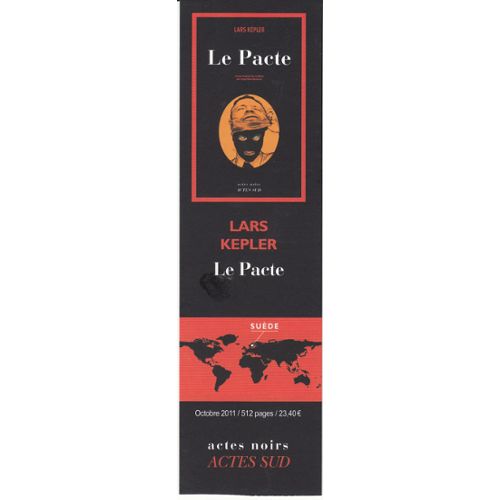 LARS KEPLER
Le Pacte
actes noirs
ACTES SUD
LARS
KEPLER
Le Pacte
SUÈDE
Octobre 2011 / 512 pages / 23,40 €
actes noirs
ACTES SUD